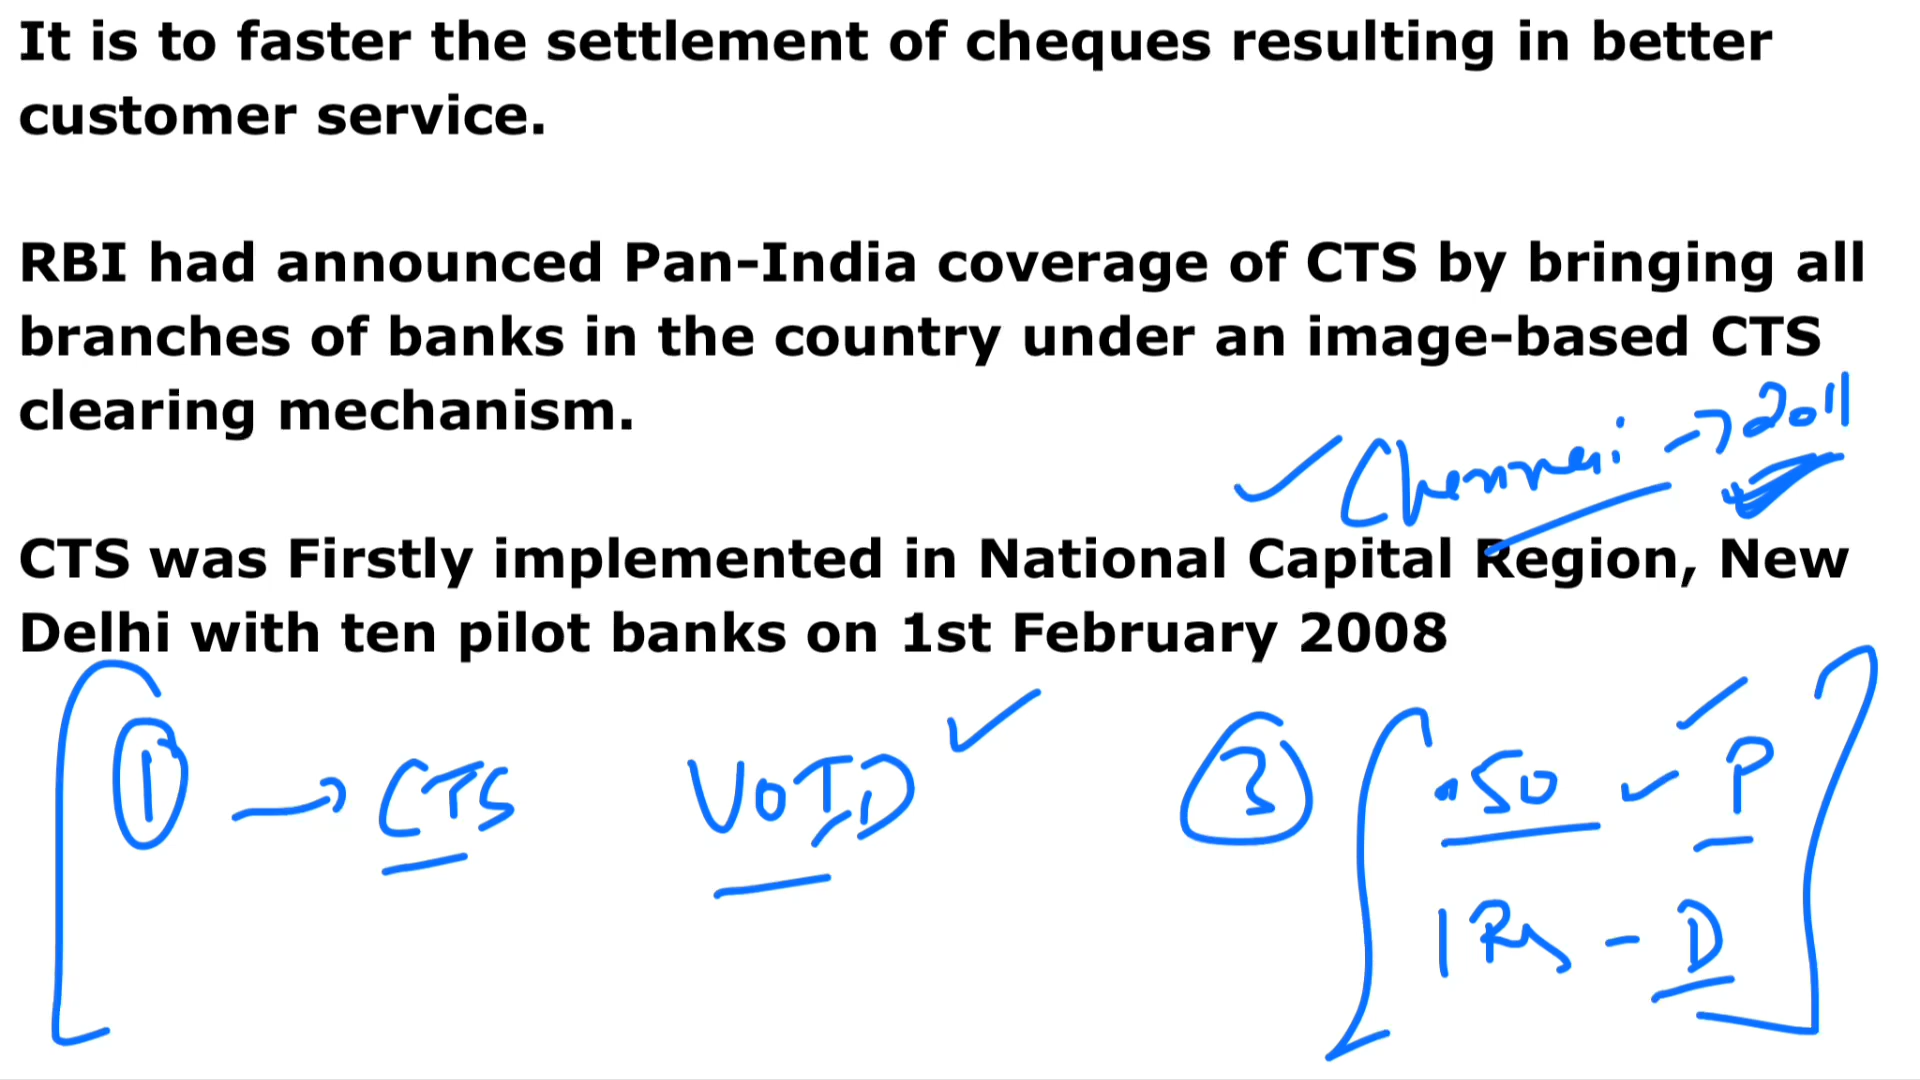 It is to faster the settlement of cheques resulting in better
customer service.
RBI had announced Pan-India coverage of CTS by bringing all
branches of banks in the country under an image-based CTS
clearing mechanism.
Chennai → 2011
CTS was Firstly implemented in National Capital Region, New
Delhi with ten pilot banks on 1st February 2008
1 → CTS VOID 3 .50 P
1 Rs - D